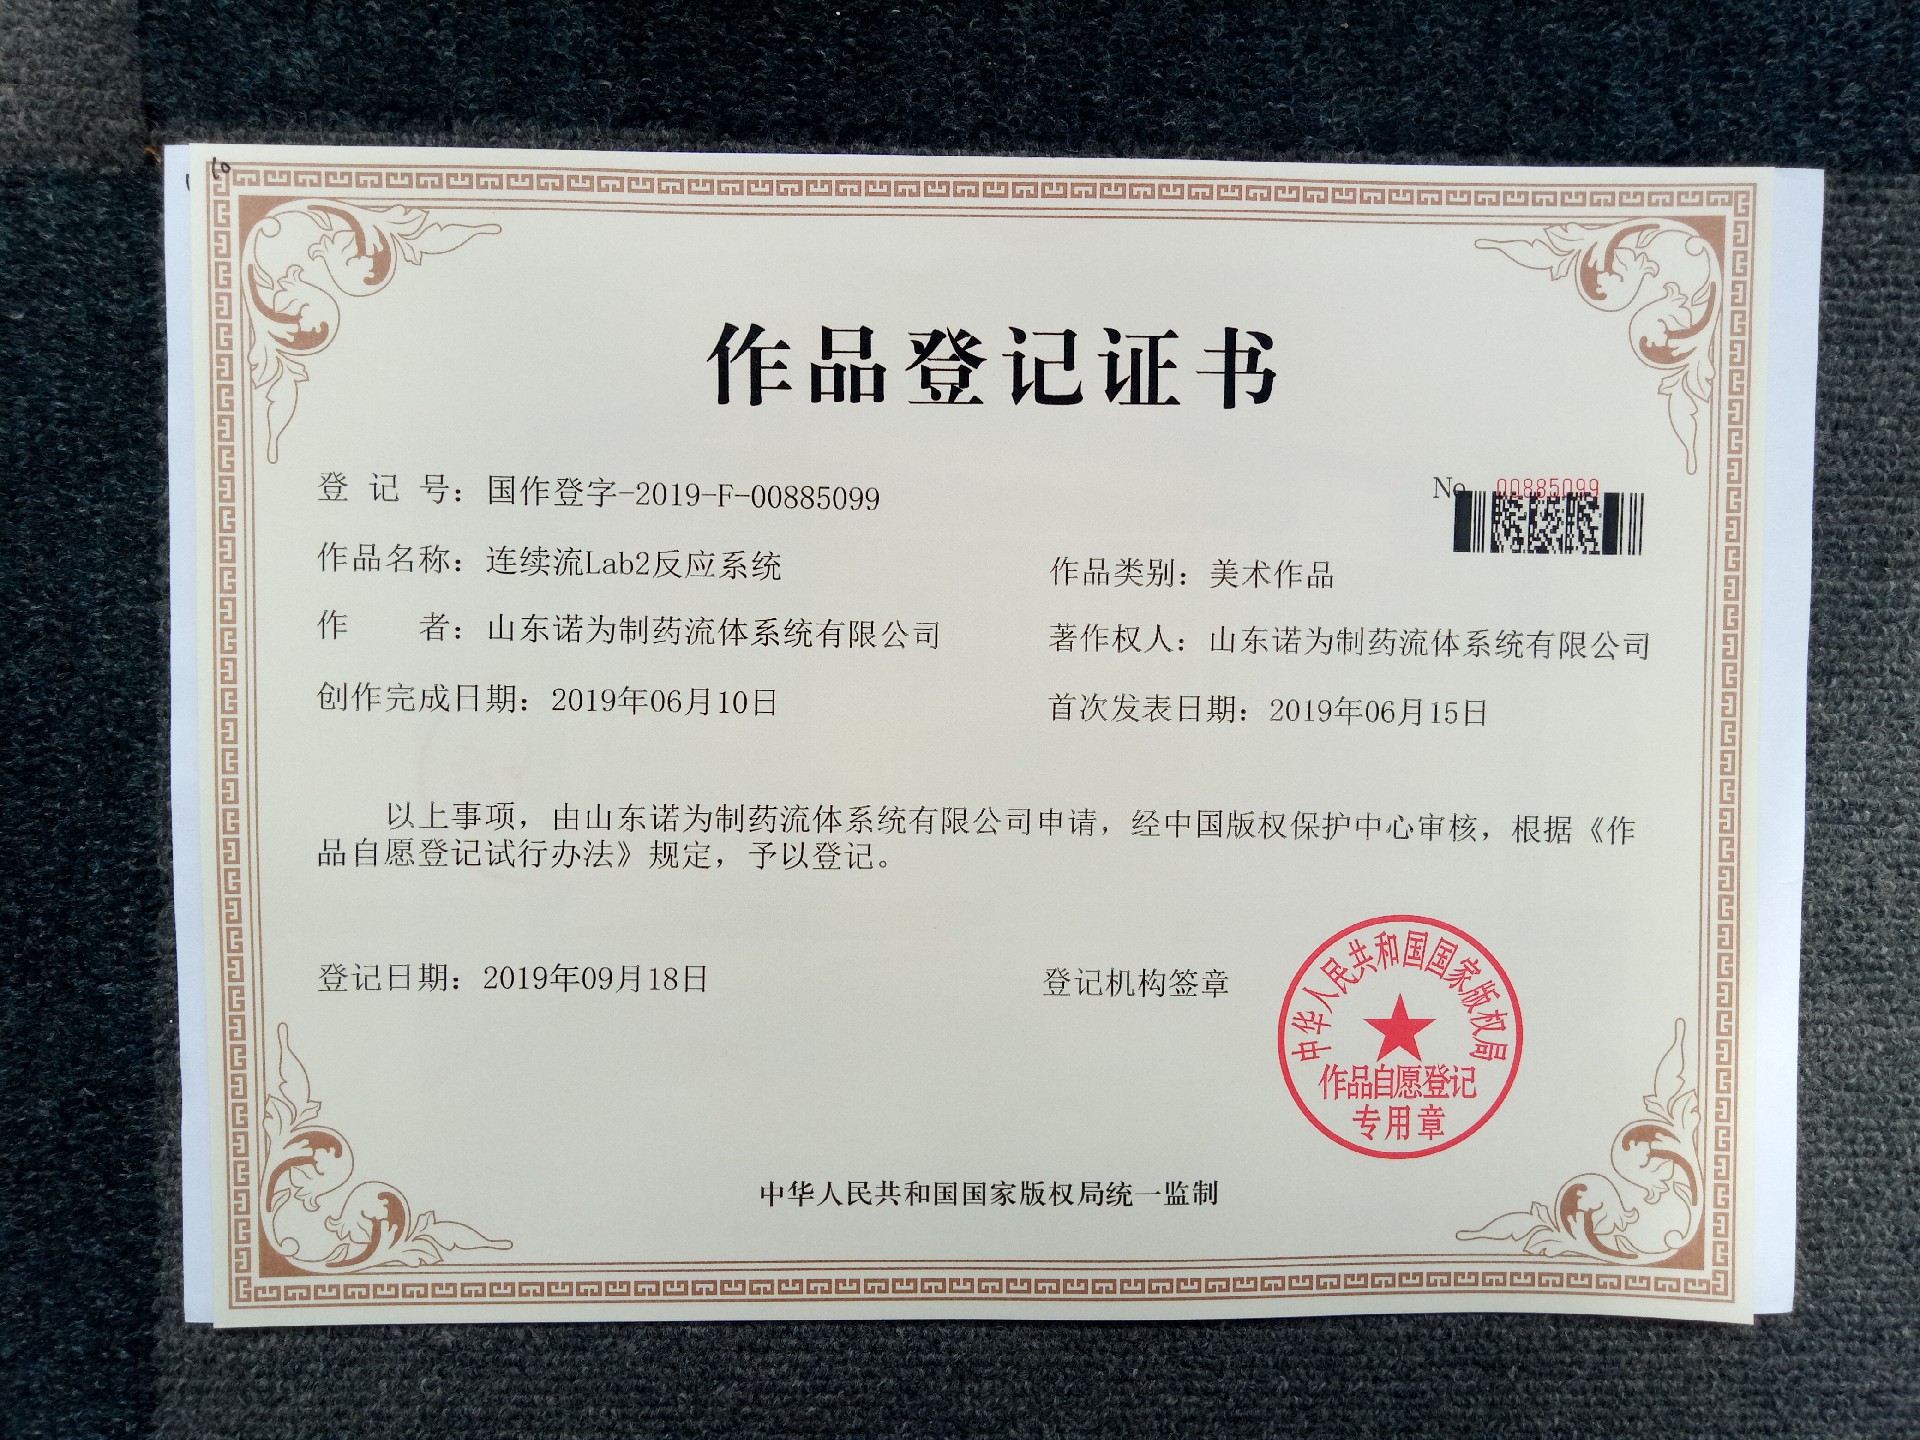 10
作品登记证书
登 记 号：国作登字-2019-F-00885099
No 00885099
作品名称：连续流Lab2反应系统
作品类别：美术作品
作 者：山东诺为制药流体系统有限公司
著作权人：山东诺为制药流体系统有限公司
创作完成日期：2019年06月10日
首次发表日期：2019年06月15日
以上事项，由山东诺为制药流体系统有限公司申请，经中国版权保护中心审核，根据《作
品自愿登记试行办法》规定，予以登记。
登记日期：2019年09月18日
登记机构签章
中华人民共和国国家版权局
作品自愿登记
专用章
中华人民共和国国家版权局统一监制